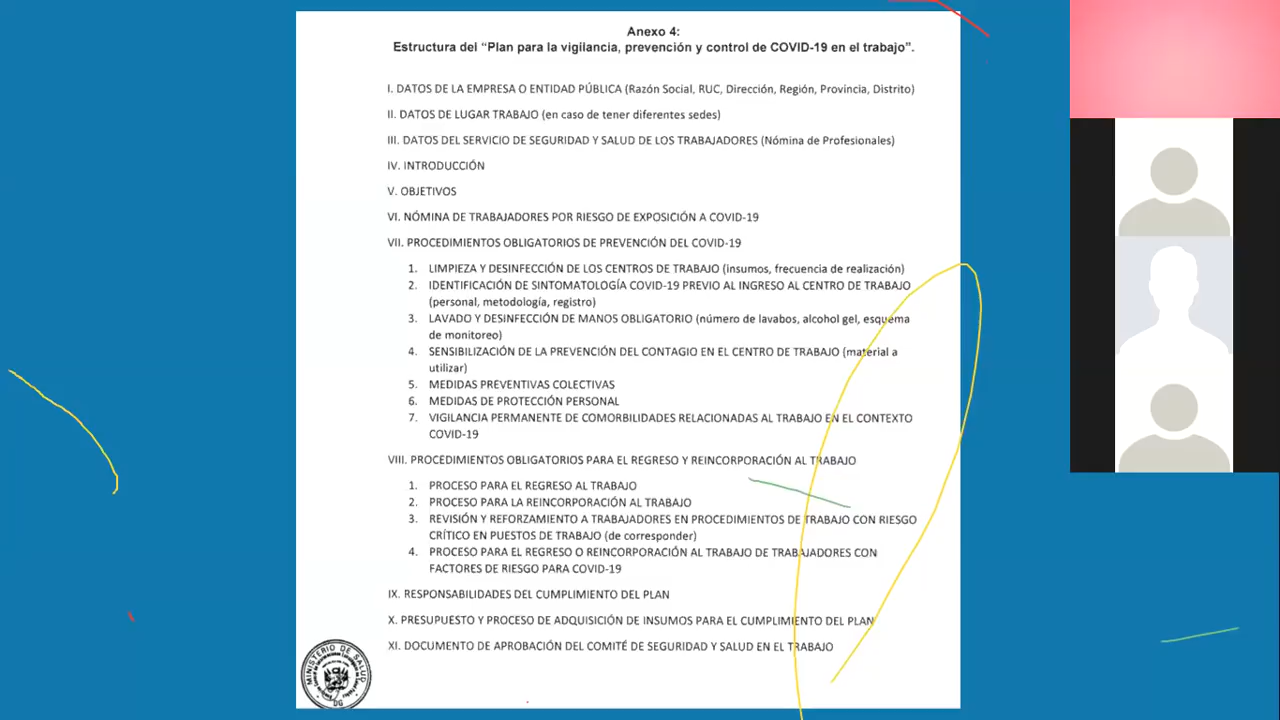 Anexo 4:
Estructura del “Plan para la vigilancia, prevención y control de COVID-19 en el trabajo”.
I. DATOS DE LA EMPRESA O ENTIDAD PÚBLICA (Razón Social, RUC, Dirección, Región, Provincia, Distrito)
II. DATOS DE LUGAR TRABAJO (en caso de tener diferentes sedes)
III. DATOS DEL SERVICIO DE SEGURIDAD Y SALUD DE LOS TRABAJADORES (Nómina de Profesionales)
IV. INTRODUCCIÓN
V. OBJETIVOS
VI. NÓMINA DE TRABAJADORES POR RIESGO DE EXPOSICIÓN A COVID-19
VII. PROCEDIMIENTOS OBLIGATORIOS DE PREVENCIÓN DEL COVID-19
1. LIMPIEZA Y DESINFECCIÓN DE LOS CENTROS DE TRABAJO (insumos, frecuencia de realización)
2. IDENTIFICACIÓN DE SINTOMATOLOGÍA COVID-19 PREVIO AL INGRESO AL CENTRO DE TRABAJO
(personal, metodología, registro)
3. LAVADO Y DESINFECCIÓN DE MANOS OBLIGATORIO (número de lavabos, alcohol gel, esquema
de monitoreo)
4. SENSIBILIZACIÓN DE LA PREVENCIÓN DEL CONTAGIO EN EL CENTRO DE TRABAJO (material a
utilizar)
5. MEDIDAS PREVENTIVAS COLECTIVAS
6. MEDIDAS DE PROTECCIÓN PERSONAL
7. VIGILANCIA PERMANENTE DE COMORBILIDADES RELACIONADAS AL TRABAJO EN EL CONTEXTO
COVID-19
VIII. PROCEDIMIENTOS OBLIGATORIOS PARA EL REGRESO Y REINCORPORACIÓN AL TRABAJO
1. PROCESO PARA EL REGRESO AL TRABAJO
2. PROCESO PARA LA REINCORPORACIÓN AL TRABAJO
3. REVISIÓN Y REFORZAMIENTO A TRABAJADORES EN PROCEDIMIENTOS DE TRABAJO CON RIESGO
CRÍTICO EN PUESTOS DE TRABAJO (de corresponder)
4. PROCESO PARA EL REGRESO O REINCORPORACIÓN AL TRABAJO DE TRABAJADORES CON
FACTORES DE RIESGO PARA COVID-19
IX. RESPONSABILIDADES DEL CUMPLIMIENTO DEL PLAN
X. PRESUPUESTO Y PROCESO DE ADQUISICIÓN DE INSUMOS PARA EL CUMPLIMIENTO DEL PLAN
XI. DOCUMENTO DE APROBACIÓN DEL COMITÉ DE SEGURIDAD Y SALUD EN EL TRABAJO
MINISTERIO DE SALUD
DG